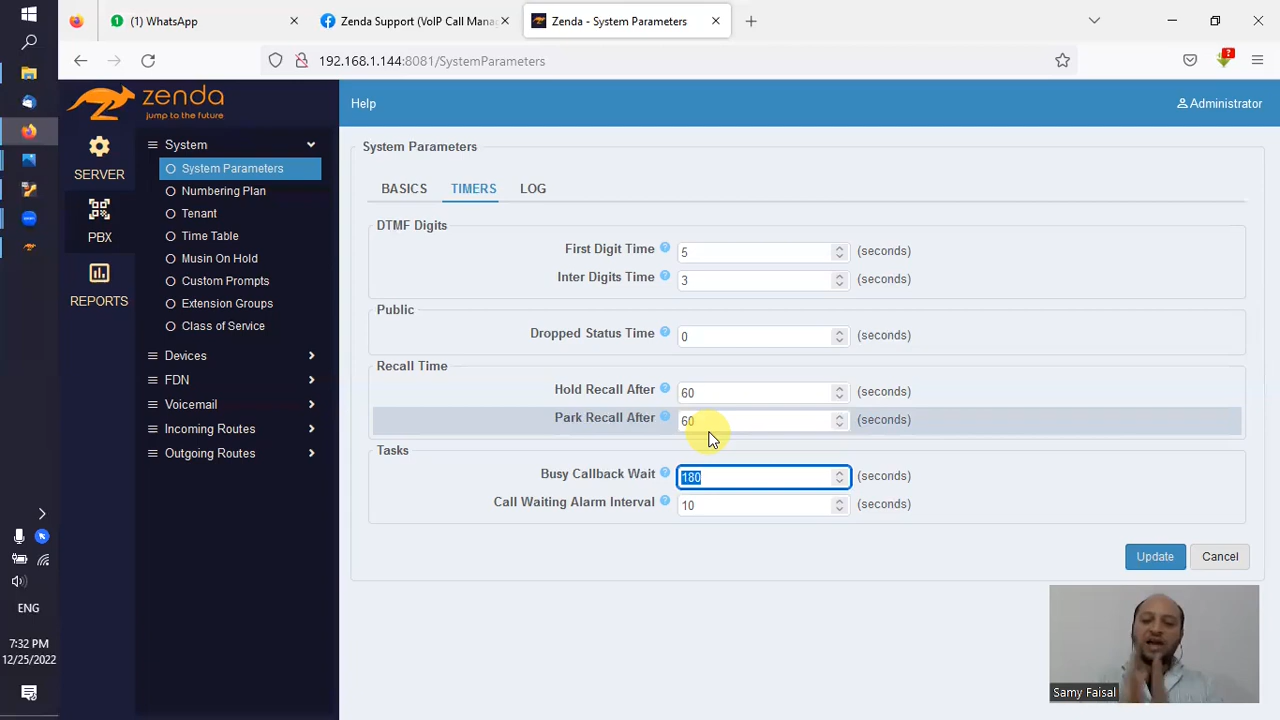 (1) WhatsApp
Zenda Support (VoIP Call Mana
Zenda - System Parameters
192.168.1.144:8081/SystemParameters
zenda
jump to the future
Help
Administrator
SERVER
PBX
REPORTS
System
System Parameters
Numbering Plan
Tenant
Time Table
Musin On Hold
Custom Prompts
Extension Groups
Class of Service
Devices
FDN
Voicemail
Incoming Routes
Outgoing Routes
System Parameters
BASICS TIMERS LOG
DTMF Digits
First Digit Time ? 5 (seconds)
Inter Digits Time ? 3 (seconds)
Public
Dropped Status Time ? 0 (seconds)
Recall Time
Hold Recall After ? 60 (seconds)
Park Recall After ? 60 (seconds)
Tasks
Busy Callback Wait ? 180 (seconds)
Call Waiting Alarm Interval ? 10 (seconds)
Update Cancel
Samy Faisal
ENG
7:32 PM
12/25/2022